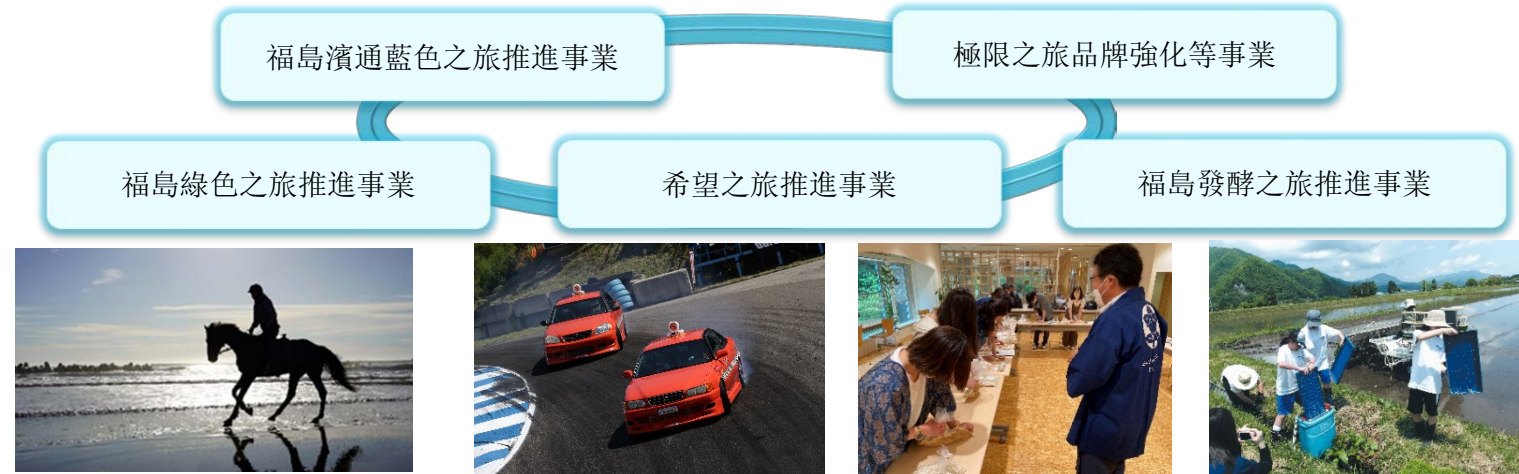 福島濱通藍色之旅推進事業
極限之旅品牌強化等事業
福島綠色之旅推進事業
希望之旅推進事業
福島發酵之旅推進事業